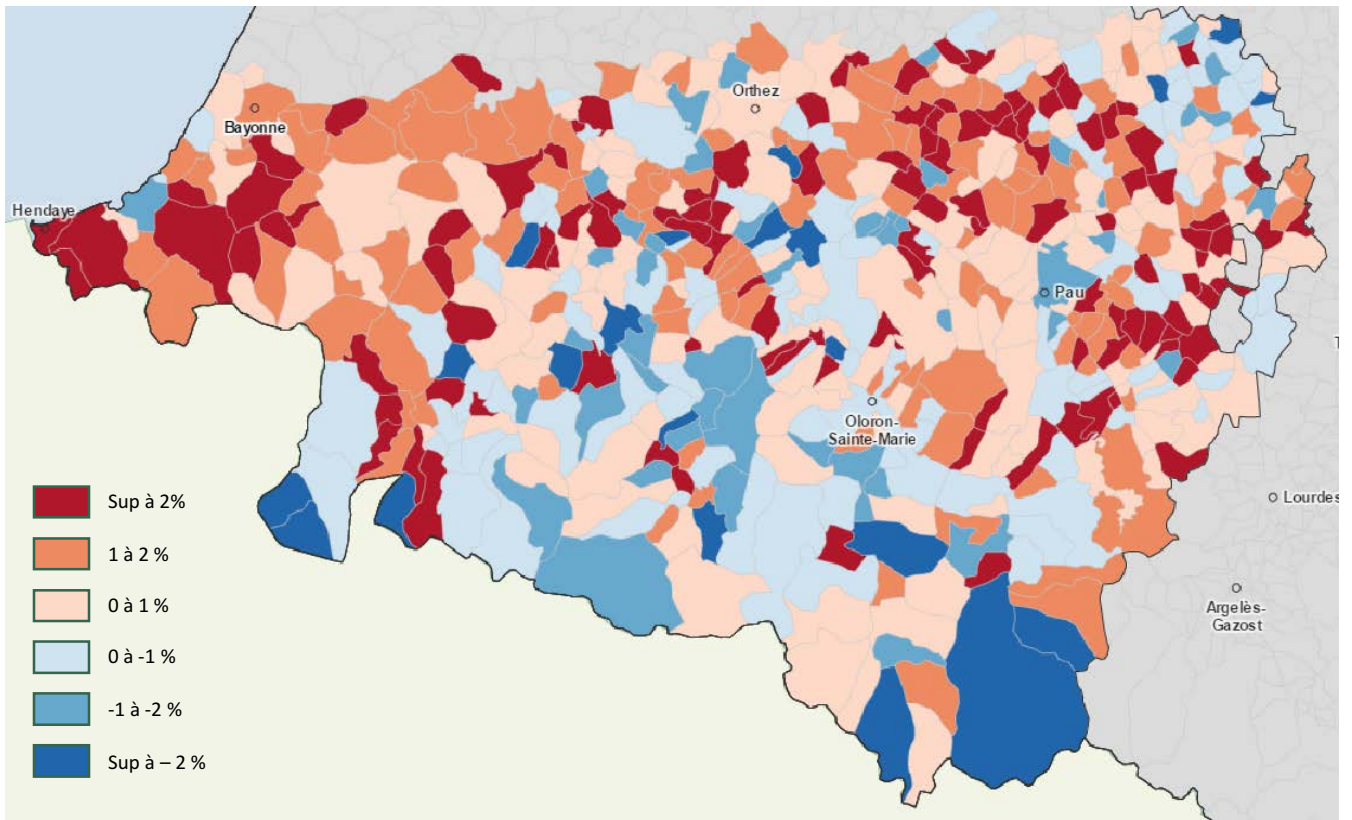 Orthez
Bayonne
Hendaye
Pau
Oloron-
Sainte-Marie
Lourdes
Argelès-
Gazost
Sup à 2%
1 à 2 %
0 à 1 %
0 à -1 %
-1 à -2 %
Sup à – 2 %